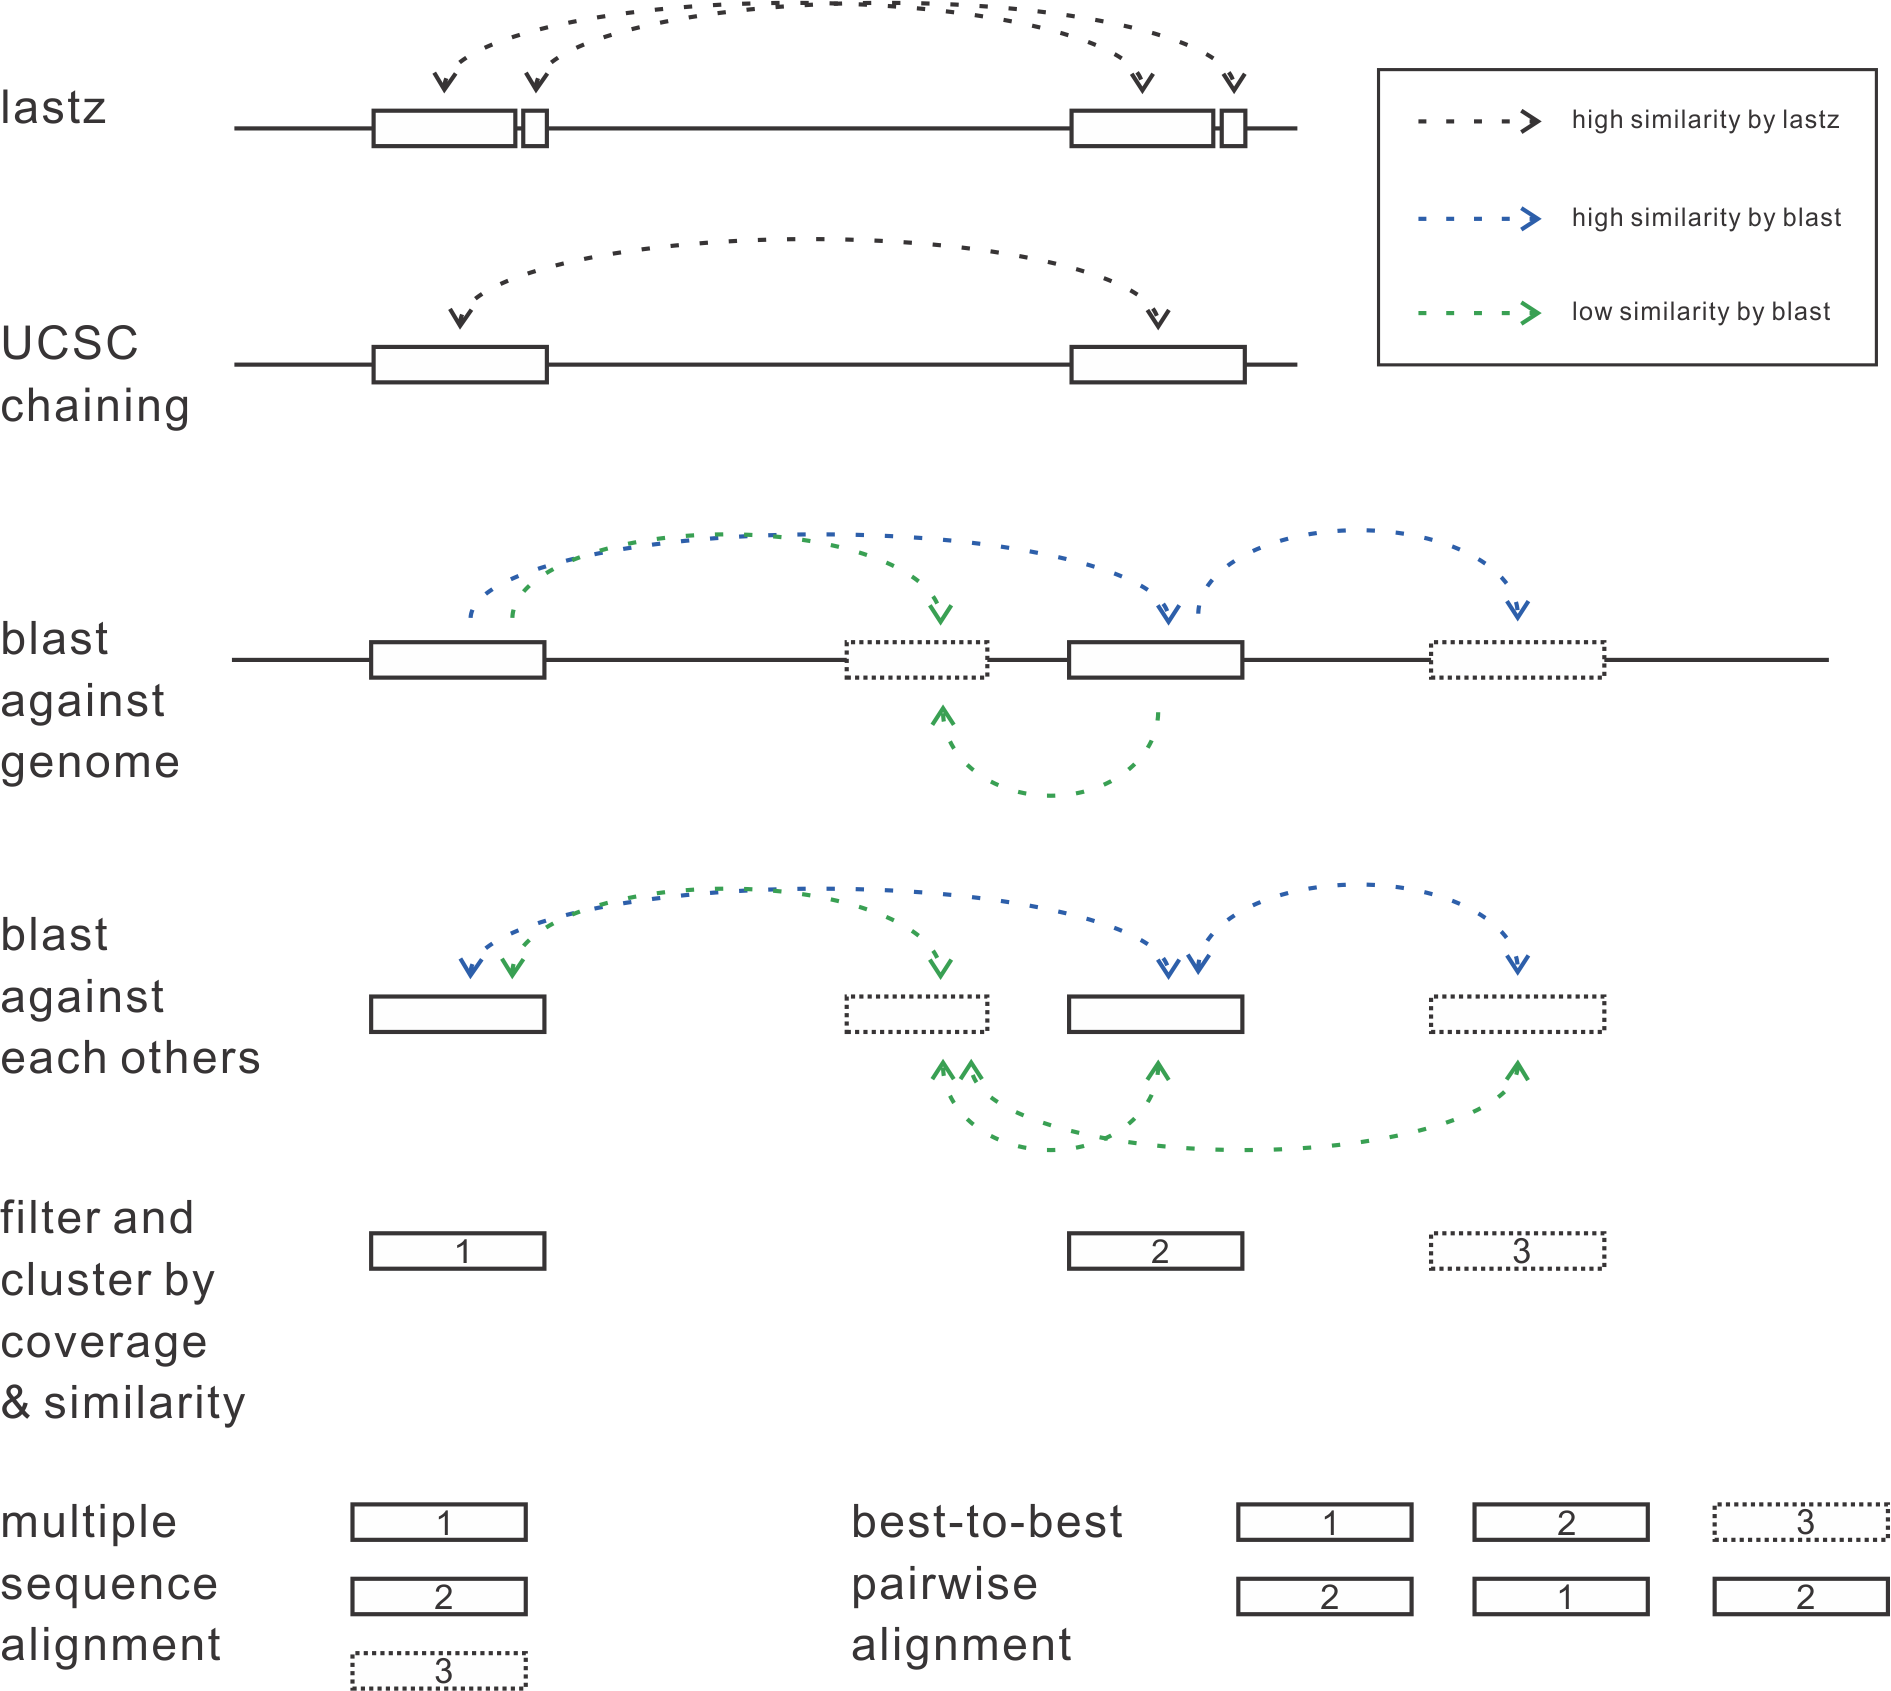 lastz
high similarity by lastz
high similarity by blast
low similarity by blast
UCSC
chaining
blast
against
genome
blast
against
each others
filter and
cluster by
coverage
& similarity
1
2
3
multiple
sequence
alignment
1
2
3
best-to-best
pairwise
alignment
1 2 3
2 1 2